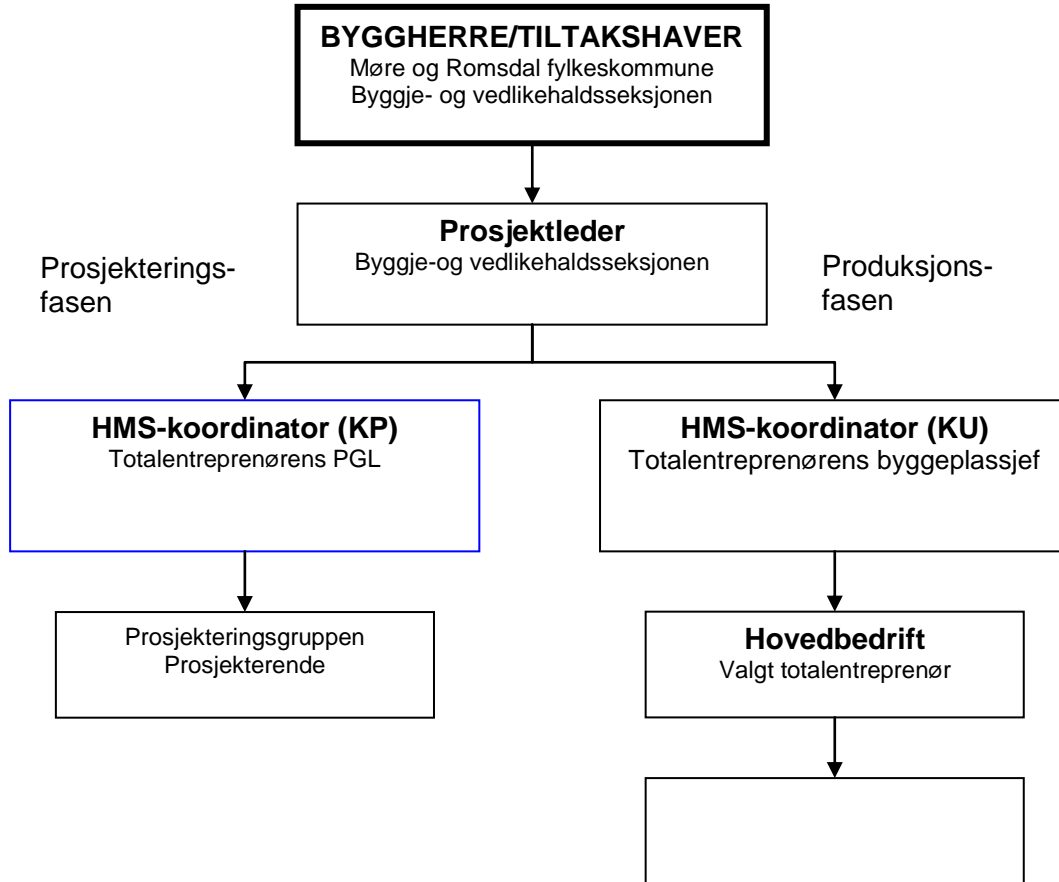 BYGGHERRE/TILTAKSHAVER
Møre og Romsdal fylkeskommune
Byggje- og vedlikehaldsseksjonen
Prosjektleder
Byggje-og vedlikehaldsseksjonen
Prosjekterings-
fasen
Produksjons-
fasen
HMS-koordinator (KP)
Totalentreprenørens PGL
HMS-koordinator (KU)
Totalentreprenørens byggeplassjef
Prosjekteringsgruppen
Prosjekterende
Hovedbedrift
Valgt totalentreprenør